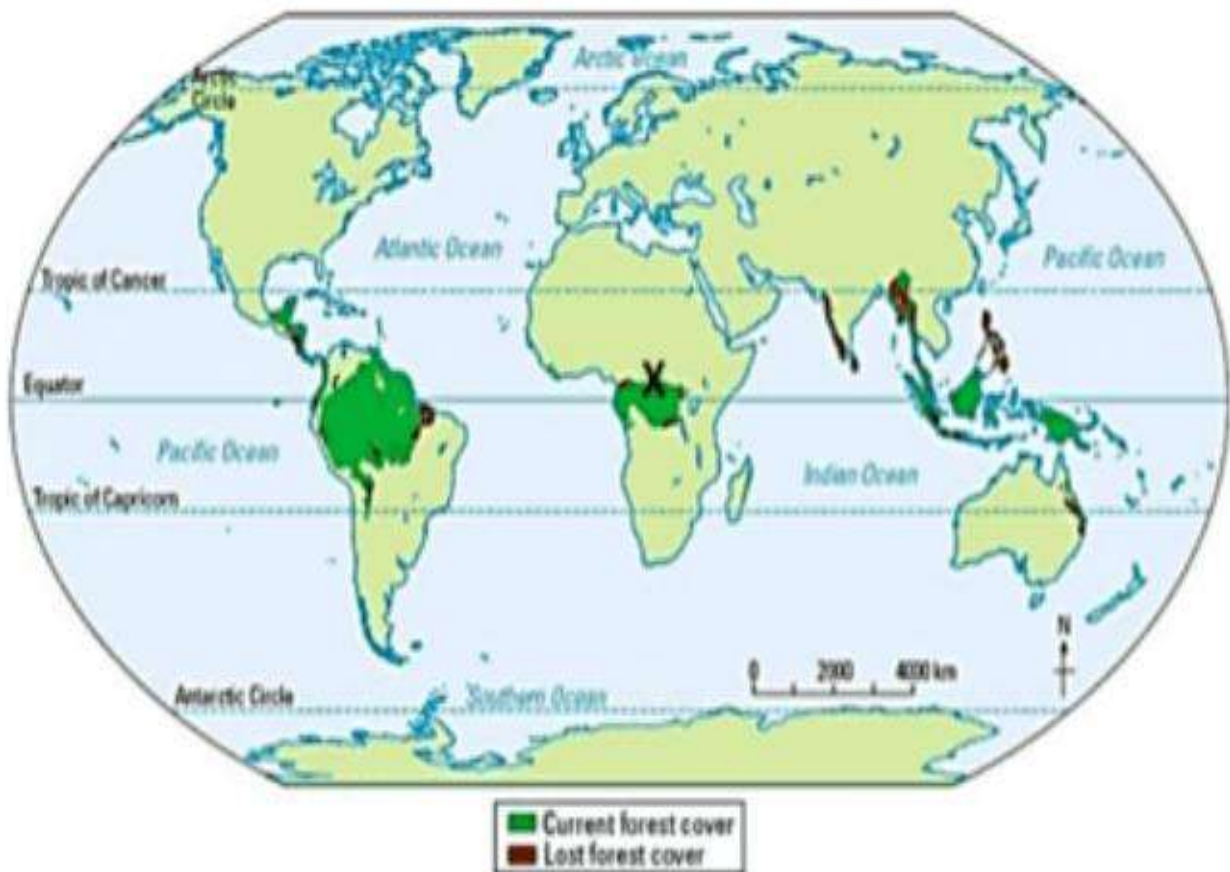 Arctic ocean
Arctic
Circle
Atlantic Ocean
Pacific Ocean
Tropic of Cancer
X
Equator
Pacific Ocean
Indian Ocean
Tropic of Capricorn
N
0 2000 4000 km
Antarctic Circle
Southern Ocean
Current forest cover
Lost forest cover